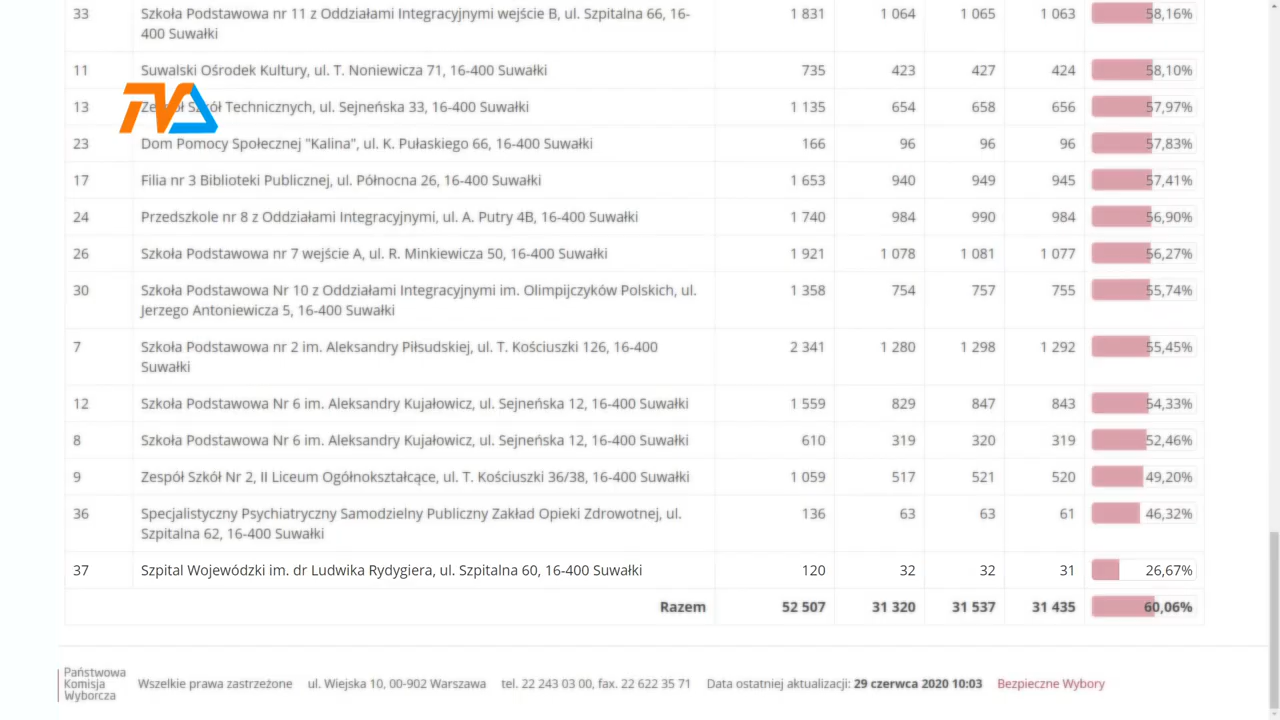 33 Szkoła Podstawowa nr 11 z Oddziałami Integracyjnymi wejście B, ul. Szpitalna 66, 16- 1 831 1 064 1 065 1 063 58,16%
400 Suwałki
11 Suwalski Ośrodek Kultury, ul. T. Noniewicza 71, 16-400 Suwałki 735 423 427 424 58,10%
13 Zespół Szkół Technicznych, ul. Sejneńska 33, 16-400 Suwałki 1 135 654 658 656 57,97%
23 Dom Pomocy Społecznej "Kalina", ul. K. Pułaskiego 66, 16-400 Suwałki 166 96 96 96 57,83%
17 Filia nr 3 Biblioteki Publicznej, ul. Północna 26, 16-400 Suwałki 1 653 940 949 945 57,41%
24 Przedszkole nr 8 z Oddziałami Integracyjnymi, ul. A. Putry 4B, 16-400 Suwałki 1 740 984 990 984 56,90%
26 Szkoła Podstawowa nr 7 wejście A, ul. R. Minkiewicza 50, 16-400 Suwałki 1 921 1 078 1 081 1 077 56,27%
30 Szkoła Podstawowa Nr 10 z Oddziałami Integracyjnymi im. Olimpijczyków Polskich, ul. 1 358 754 757 755 55,74%
Jerzego Antoniewicza 5, 16-400 Suwałki
7 Szkoła Podstawowa nr 2 im. Aleksandry Piłsudskiej, ul. T. Kościuszki 126, 16-400 2 341 1 280 1 298 1 292 55,45%
Suwałki
12 Szkoła Podstawowa Nr 6 im. Aleksandry Kujałowicz, ul. Sejneńska 12, 16-400 Suwałki 1 559 829 847 843 54,33%
8 Szkoła Podstawowa Nr 6 im. Aleksandry Kujałowicz, ul. Sejneńska 12, 16-400 Suwałki 610 319 320 319 52,46%
9 Zespół Szkół Nr 2, II Liceum Ogólnokształcące, ul. T. Kościuszki 36/38, 16-400 Suwałki 1 059 517 521 520 49,20%
36 Specjalistyczny Psychiatryczny Samodzielny Publiczny Zakład Opieki Zdrowotnej, ul. 136 63 63 61 46,32%
Szpitalna 62, 16-400 Suwałki
37 Szpital Wojewódzki im. dr Ludwika Rydygiera, ul. Szpitalna 60, 16-400 Suwałki 120 32 32 31 26,67%
Razem 52 507 31 320 31 537 31 435 60,06%
Państwowa
Komisja
Wyborcza
Wszelkie prawa zastrzeżone ul. Wiejska 10, 00-902 Warszawa tel. 22 243 03 00, fax. 22 622 35 71 Data ostatniej aktualizacji: 29 czerwca 2020 10:03 Bezpieczne Wybory